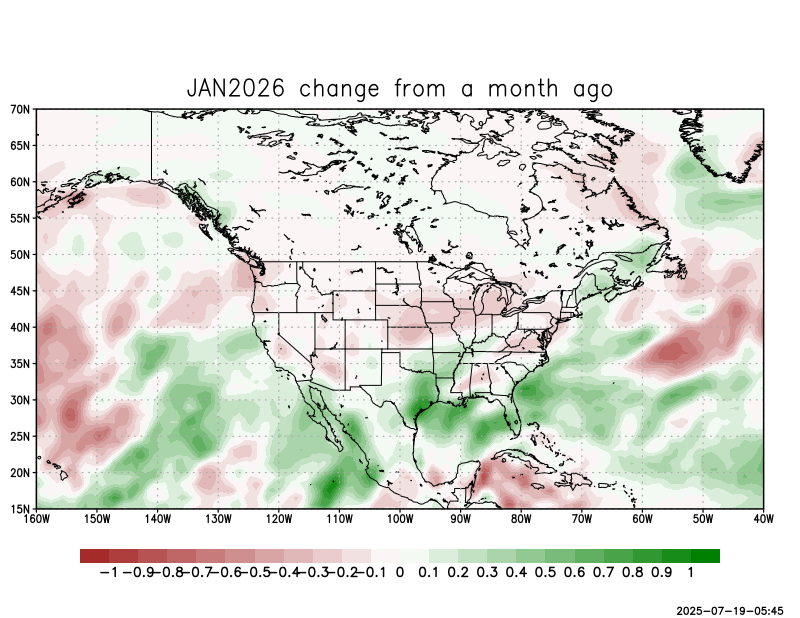 JAN2026 change from a month ago
70N
65N
60N
55N
50N
45N
40N
35N
30N
25N
20N
15N
160W 150W 140W 130W 120W 110W 100W 90W 80W 70W 60W 50W 40W
-1 -0.9 -0.8 -0.7 -0.6 -0.5 -0.4 -0.3 -0.2 -0.1 0 0.1 0.2 0.3 0.4 0.5 0.6 0.7 0.8 0.9 1
2025-07-19-05:45